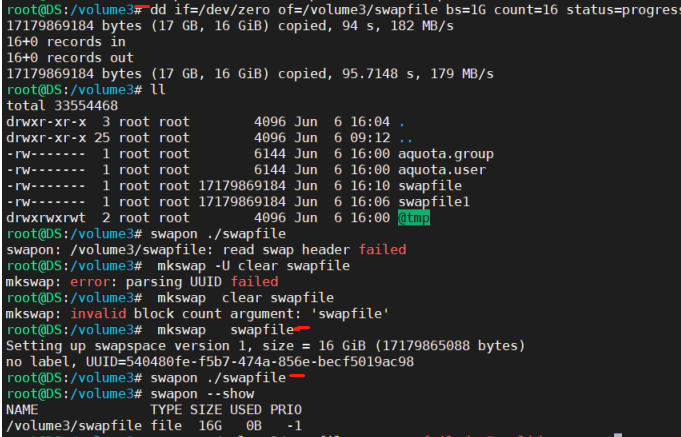 root@DS:/volume3# dd if=/dev/zero of=/volume3/swapfile bs=1G count=16 status=progres
17179869184 bytes (17 GB, 16 GiB) copied, 94 s, 182 MB/s
16+0 records in
16+0 records out
17179869184 bytes (17 GB, 16 GiB) copied, 95.7148 s, 179 MB/s
root@DS:/volume3# ll
total 33554468
drwxr-xr-x  3 root root        4096 Jun  6 16:04 .
drwxr-xr-x 25 root root        4096 Jun  6 09:12 ..
-rw-------  1 root root        6144 Jun  6 16:00 aquota.group
-rw-------  1 root root        6144 Jun  6 16:00 aquota.user
-rw-------  1 root root 17179869184 Jun  6 16:10 swapfile
-rw-------  1 root root 17179869184 Jun  6 16:06 swapfile1
drwxrwxrwt  2 root root        4096 Jun  6 16:00 @tmp
root@DS:/volume3# swapon ./swapfile
swapon: /volume3/swapfile: read swap header failed
root@DS:/volume3#  mkswap -U clear swapfile
mkswap: error: parsing UUID failed
root@DS:/volume3#  mkswap  clear swapfile
mkswap: invalid block count argument: 'swapfile'
root@DS:/volume3#  mkswap   swapfile
Setting up swapspace version 1, size = 16 GiB (17179865088 bytes)
no label, UUID=540480fe-f5b7-474a-856e-becf5019ac98
root@DS:/volume3# swapon ./swapfile
root@DS:/volume3# swapon --show
NAME              TYPE SIZE USED PRIO
/volume3/swapfile file  16G   0B   -1